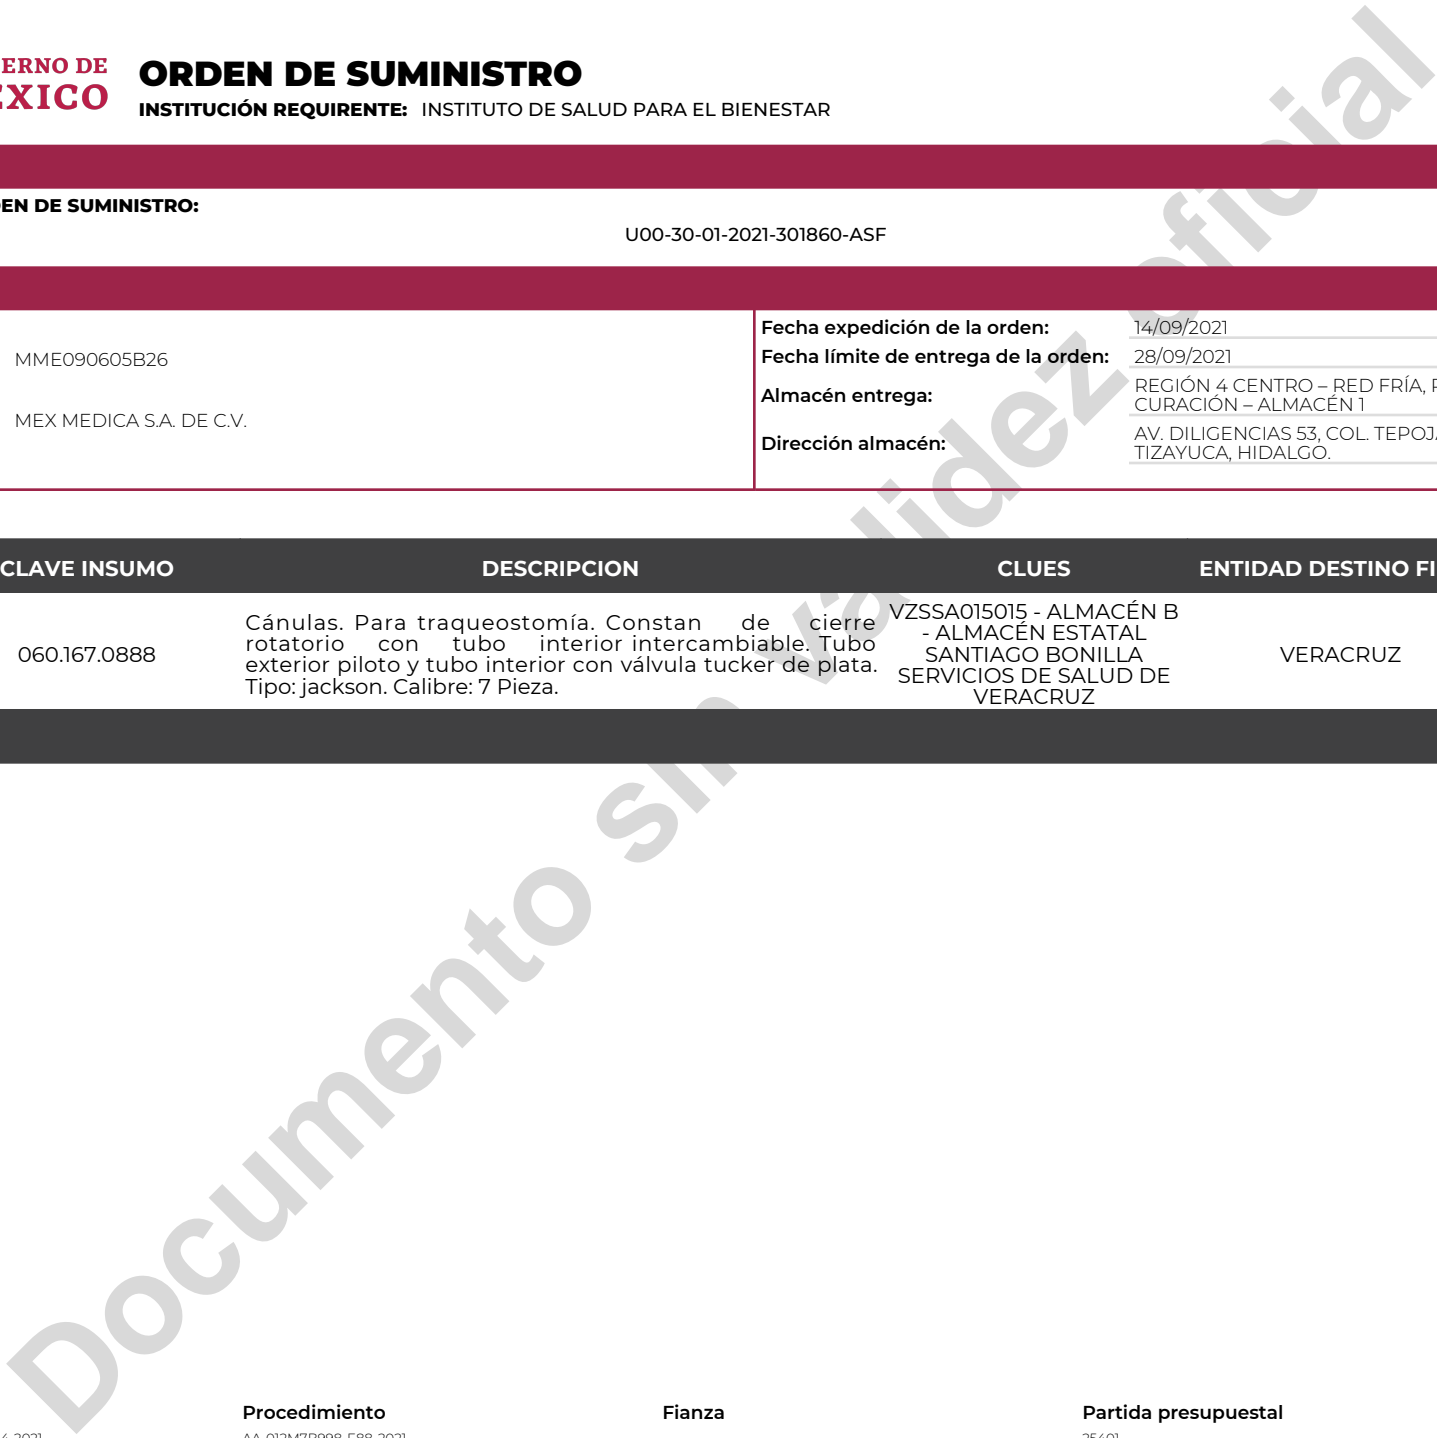 ERNO DE
ORDEN DE SUMINISTRO
EXICO
INSTITUCIÓN REQUIRENTE: INSTITUTO DE SALUD PARA EL BIENESTAR
EN DE SUMINISTRO:
U00-30-01-2021-301860-ASF
MME090605B26
MEX MEDICA S.A. DE C.V.
Fecha expedición de la orden: 14/09/2021
Fecha límite de entrega de la orden: 28/09/2021
Almacén entrega: REGIÓN 4 CENTRO – RED FRÍA,
CURACIÓN – ALMACÉN 1
Dirección almacén: AV. DILIGENCIAS 53, COL. TEPOJ
TIZAYUCA, HIDALGO.
CLAVE INSUMO DESCRIPCION CLUES ENTIDAD DESTINO FI
060.167.0888
Cánulas. Para traqueostomía. Constan de cierre
rotatorio con tubo interior intercambiable. Tubo
exterior piloto y tubo interior con válvula tucker de plata.
Tipo: jackson. Calibre: 7 Pieza.
VZSSA015015 - ALMACÉN B
- ALMACÉN ESTATAL
SANTIAGO BONILLA
SERVICIOS DE SALUD DE
VERACRUZ
VERACRUZ
Documento sin validez oficial
Procedimiento Fianza Partida presupuestal